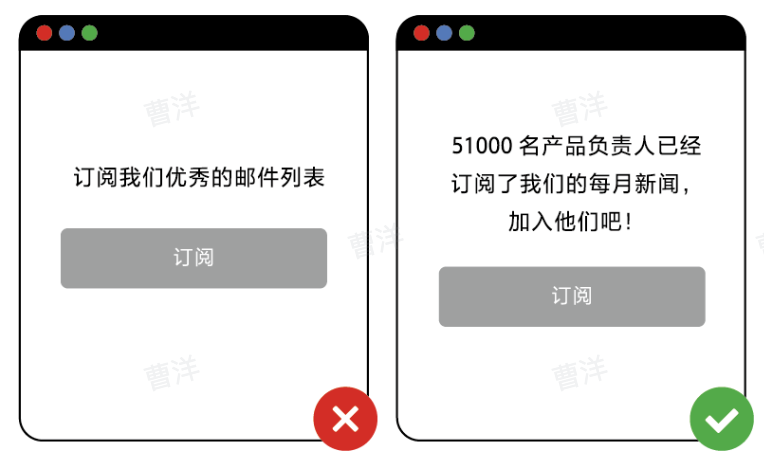 曹洋
曹洋
订阅我们优秀的邮件列表
订阅
51000 名产品负责人已经
订阅了我们的每月新闻，
加入他们吧！
订阅
曹洋
曹洋
曹洋